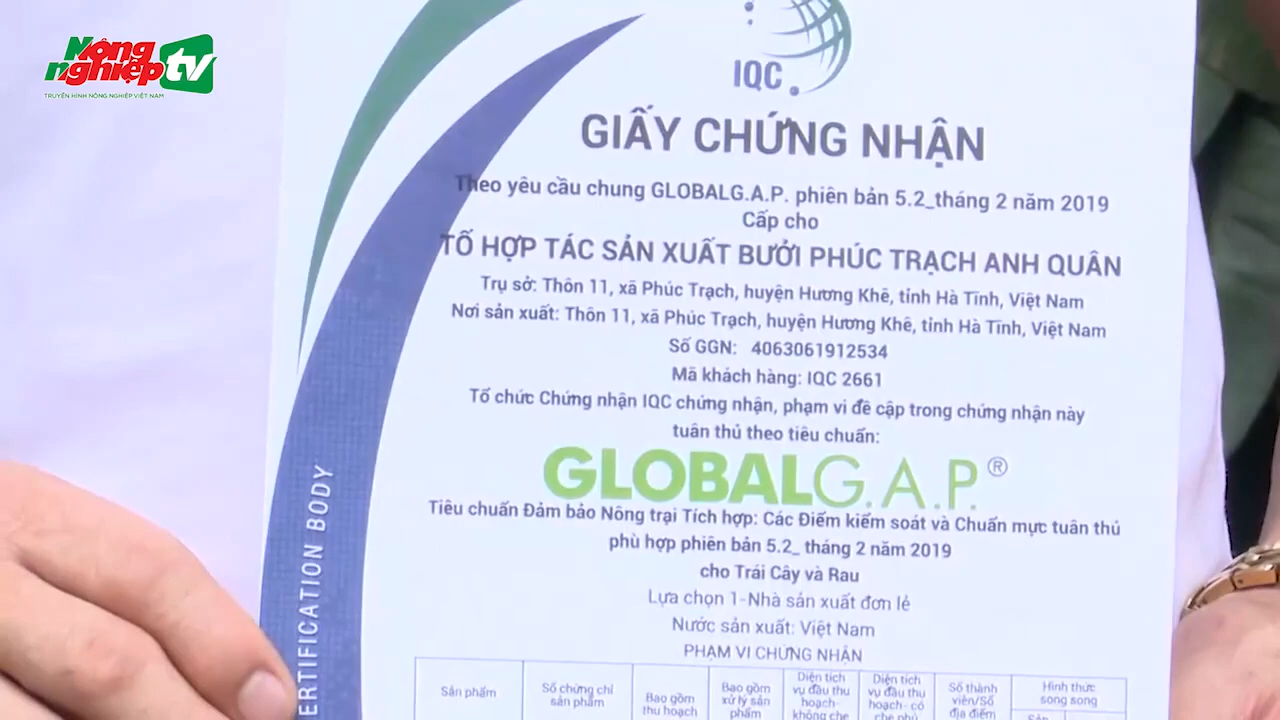 Nông nghiệp tv
TRUYỀN HÌNH NÔNG NGHIỆP VIỆT NAM
IQC
GIẤY CHỨNG NHẬN
Theo yêu cầu chung GLOBALG.A.P. phiên bản 5.2_tháng 2 năm 2019
Cấp cho
TỔ HỢP TÁC SẢN XUẤT BƯỞI PHÚC TRẠCH ANH QUÂN
Trụ sở: Thôn 11, xã Phúc Trạch, huyện Hương Khê, tỉnh Hà Tĩnh, Việt Nam
Nơi sản xuất: Thôn 11, xã Phúc Trạch, huyện Hương Khê, tỉnh Hà Tĩnh, Việt Nam
Số GGN: 4063061912534
Mã khách hàng: IQC 2661
Tổ chức Chứng nhận IQC chứng nhận, phạm vi đề cập trong chứng nhận này
tuân thủ theo tiêu chuẩn:
GLOBALG.A.P.®
Tiêu chuẩn Đảm bảo Nông trại Tích hợp: Các Điểm kiểm soát và Chuẩn mực tuân thủ
phù hợp phiên bản 5.2_ tháng 2 năm 2019
cho Trái Cây và Rau
Lựa chọn 1-Nhà sản xuất đơn lẻ
Nước sản xuất: Việt Nam
PHẠM VI CHỨNG NHẬN
Sản phẩm
Số chứng chỉ
sản phẩm
Bao gồm
thu hoạch
Bao gồm
xử lý sản
phẩm
Diện tích
vụ đầu thu
hoạch-
không che
Diện tích
vụ đầu thu
hoạch- có
che phủ
Số thành
viên/Số
địa điểm
Hình thức
song song
Sản
ERTIFICATION BODY